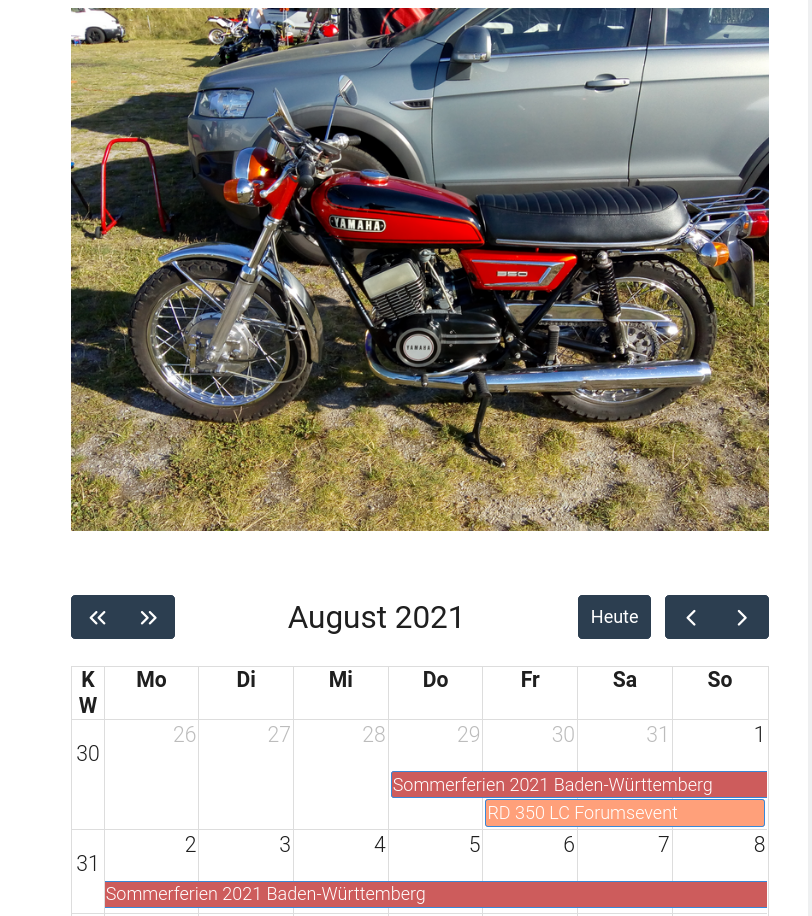 YAMAHA
350
YAMAHA
August 2021
Heute
KW Mo Di Mi Do Fr Sa So
30 26 27 28 29 30 31 1
Sommerferien 2021 Baden-Württemberg
RD 350 LC Forumsevent
31 2 3 4 5 6 7 8
Sommerferien 2021 Baden-Württemberg